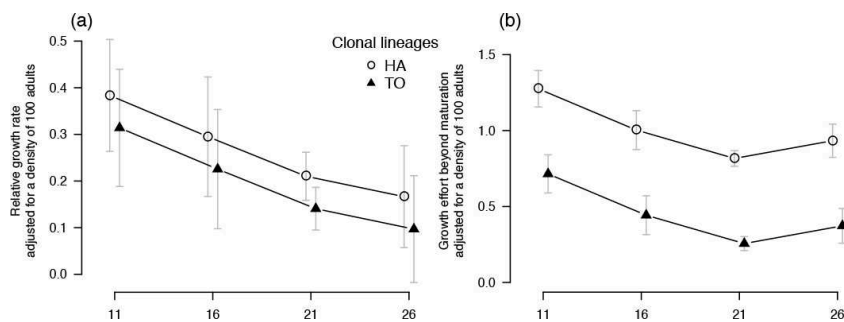 (a)
Relative growth rate
adjusted for a density of 100 adults
0.5
0.4
0.3
0.2
0.1
0.0
Clonal lineages
HA
TO
11 16 21 26
(b)
Growth effort beyond maturation
adjusted for a density of 100 adults
1.5
1.0
0.5
0.0
11 16 21 26